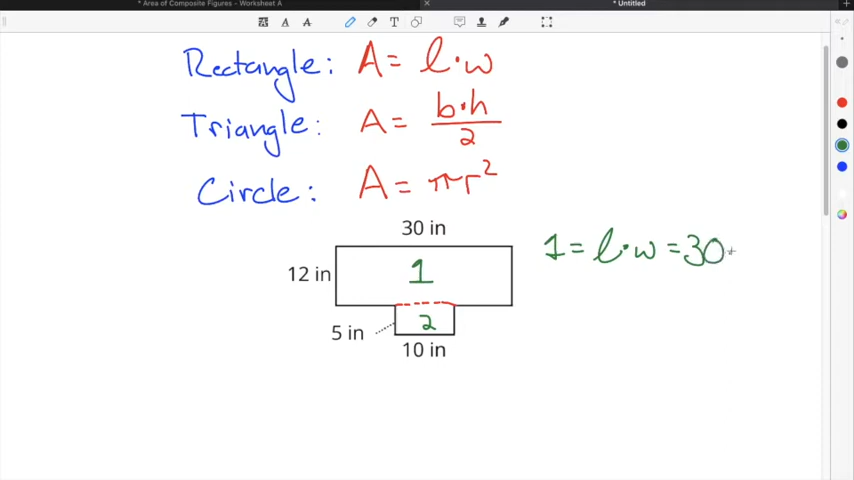 * Area of Composite Figures - Worksheet A
* Untitled
Rectangle: A = l·w
Triangle: A = b·h / 2
Circle: A = πr²
30 in
12 in
1
1 = l·w = 30
5 in
2
10 in